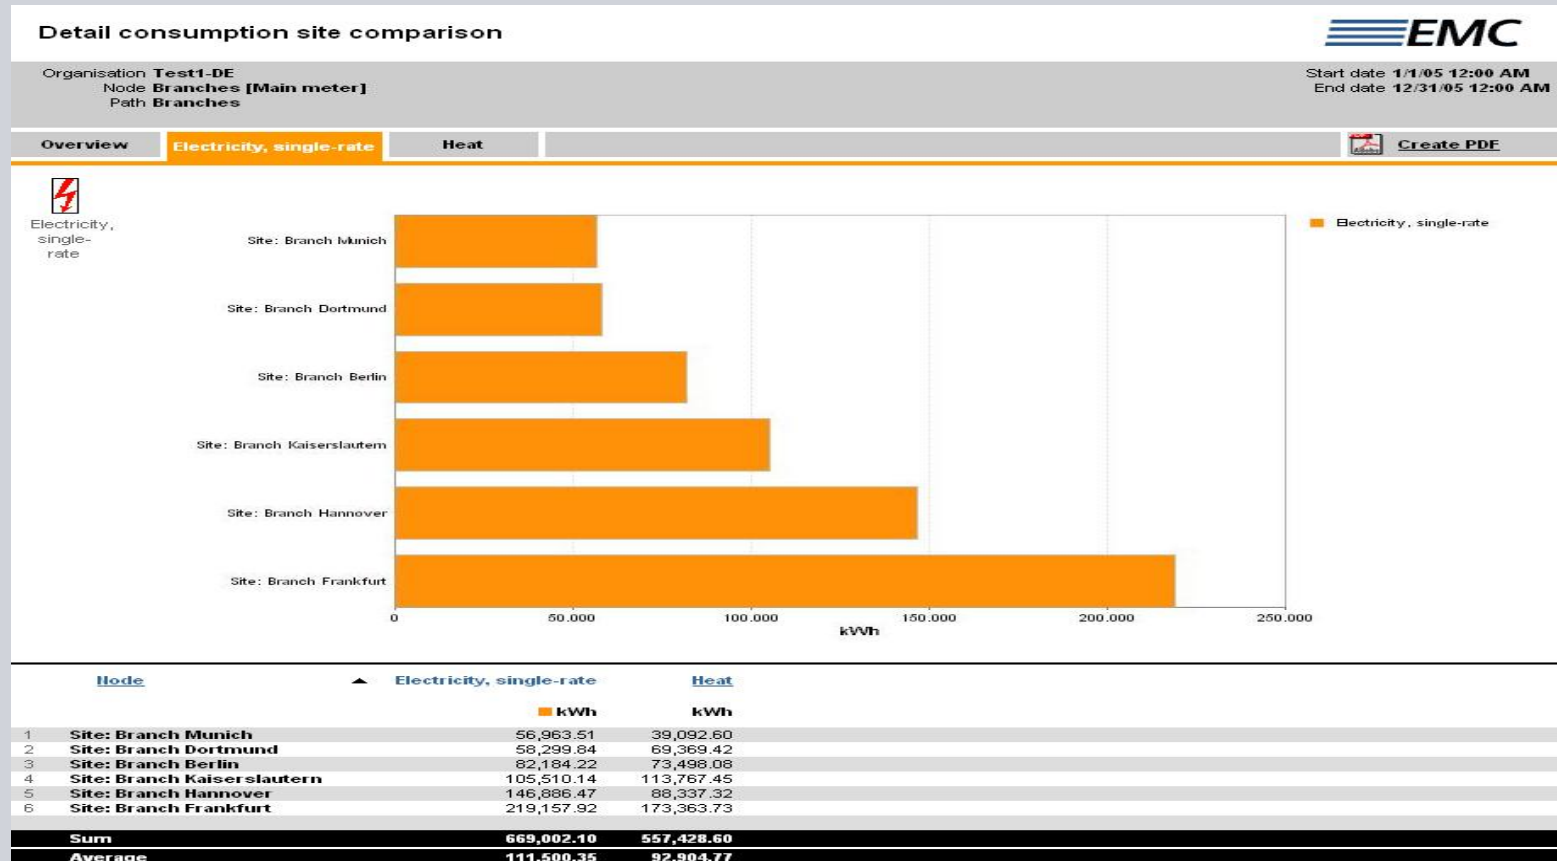 Detail consumption site comparison
EMC
Organisation Test1-DE
Node Branches [Main meter]
Path Branches
Start date 1/1/05 12:00 AM
End date 12/31/05 12:00 AM
Overview Electricity, single-rate Heat Create PDF
Electricity,
single-
rate
Electricity, single-rate
Site: Branch Munich
Site: Branch Dortmund
Site: Branch Berlin
Site: Branch Kaiserslautern
Site: Branch Hannover
Site: Branch Frankfurt
0 50.000 100.000 150.000 200.000 250.000
kWh
Node Electricity, single-rate Heat
kWh kWh
1 Site: Branch Munich 56,963.51 39,092.60
2 Site: Branch Dortmund 58,299.84 69,369.42
3 Site: Branch Berlin 82,184.22 73,498.08
4 Site: Branch Kaiserslautern 105,510.14 113,767.45
5 Site: Branch Hannover 146,886.47 88,337.32
6 Site: Branch Frankfurt 219,157.92 173,363.73
Sum 669,002.10 557,428.60
Average 111,500.35 92,904.77